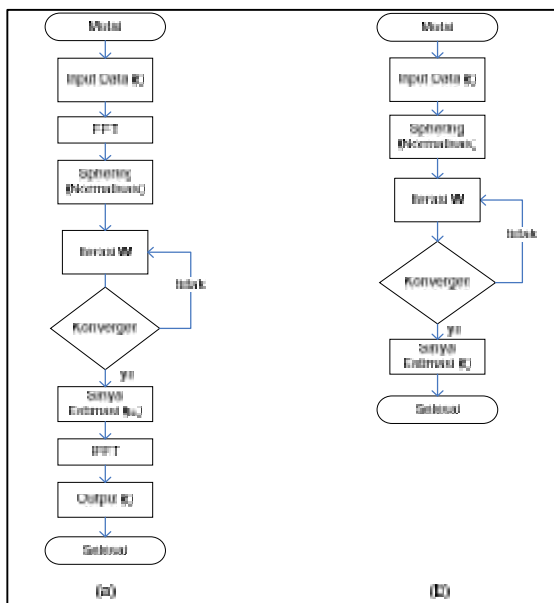 Mulai
Input Data (t)
FFT
Sphering
(Normalisasi)
Iterasi W
tidak
Konvergen
ya
Sinyal
Estimasi
IFFT
Output (t)
Selesai
(a)
Mulai
Input Data (t)
Sphering
(Normalisasi)
Iterasi W
tidak
Konvergen
ya
Sinyal
Estimasi (t)
Selesai
(b)